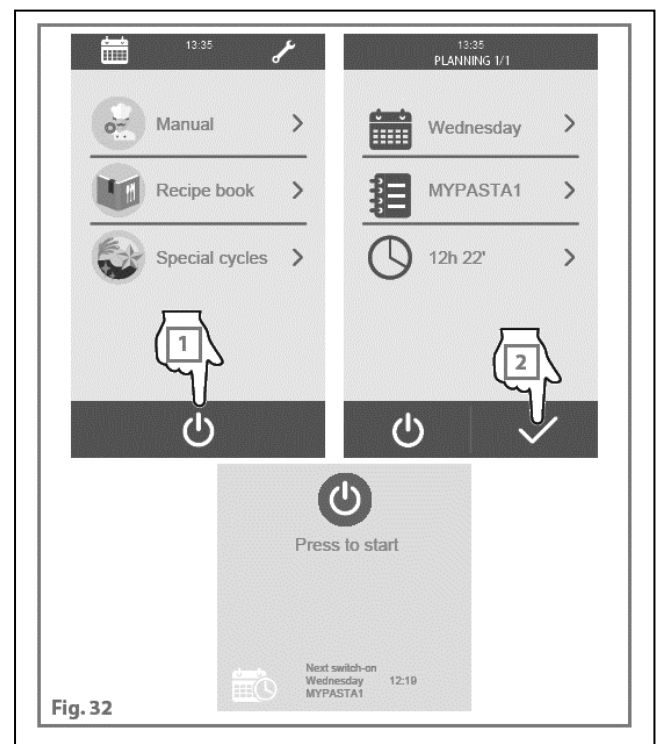 13:35
Manual
Recipe book
Special cycles
1
13:35
PLANNING 1/1
Wednesday
MYPASTA1
12h 22'
2
Press to start
Next switch-on
Wednesday 12:19
MYPASTA1
Fig. 32